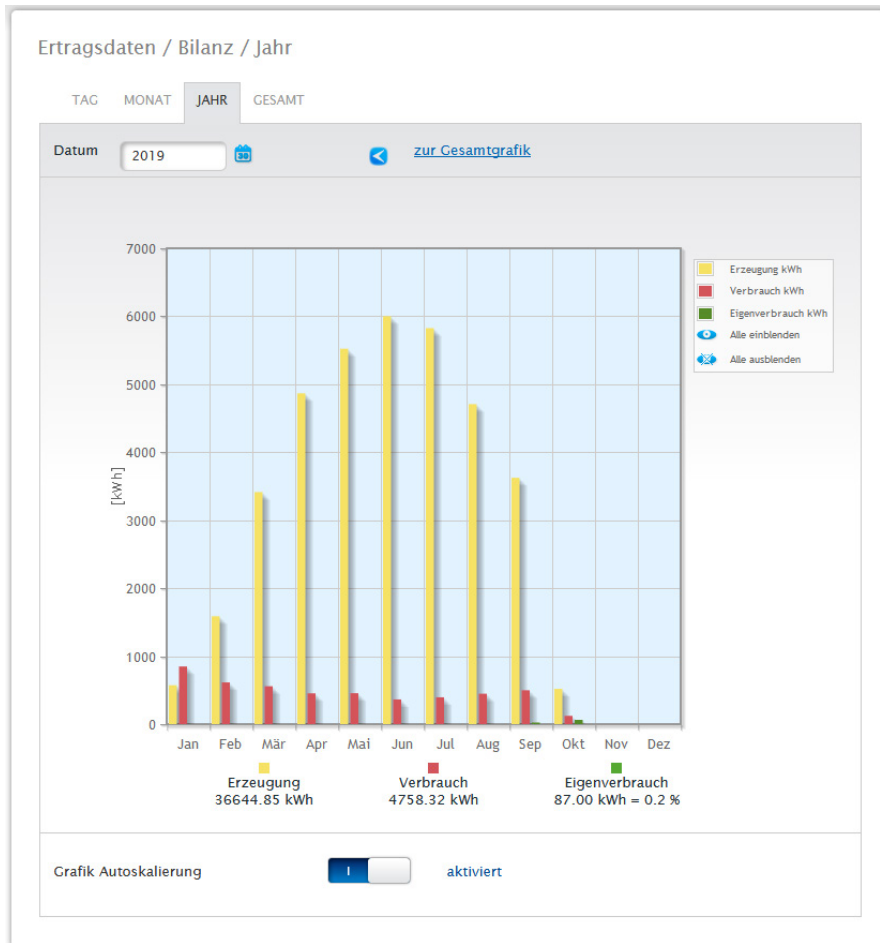 Ertragsdaten / Bilanz / Jahr
TAG MONAT JAHR GESAMT
Datum 2019 30 zur Gesamtgrafik
7000
6000
5000
4000
3000
2000
1000
0
[kWh]
Jan Feb Mär Apr Mai Jun Jul Aug Sep Okt Nov Dez
Erzeugung kWh
Verbrauch kWh
Eigenverbrauch kWh
Alle einblenden
Alle ausblenden
Erzeugung
36644.85 kWh
Verbrauch
4758.32 kWh
Eigenverbrauch
87.00 kWh = 0.2 %
Grafik Autoskalierung I aktiviert